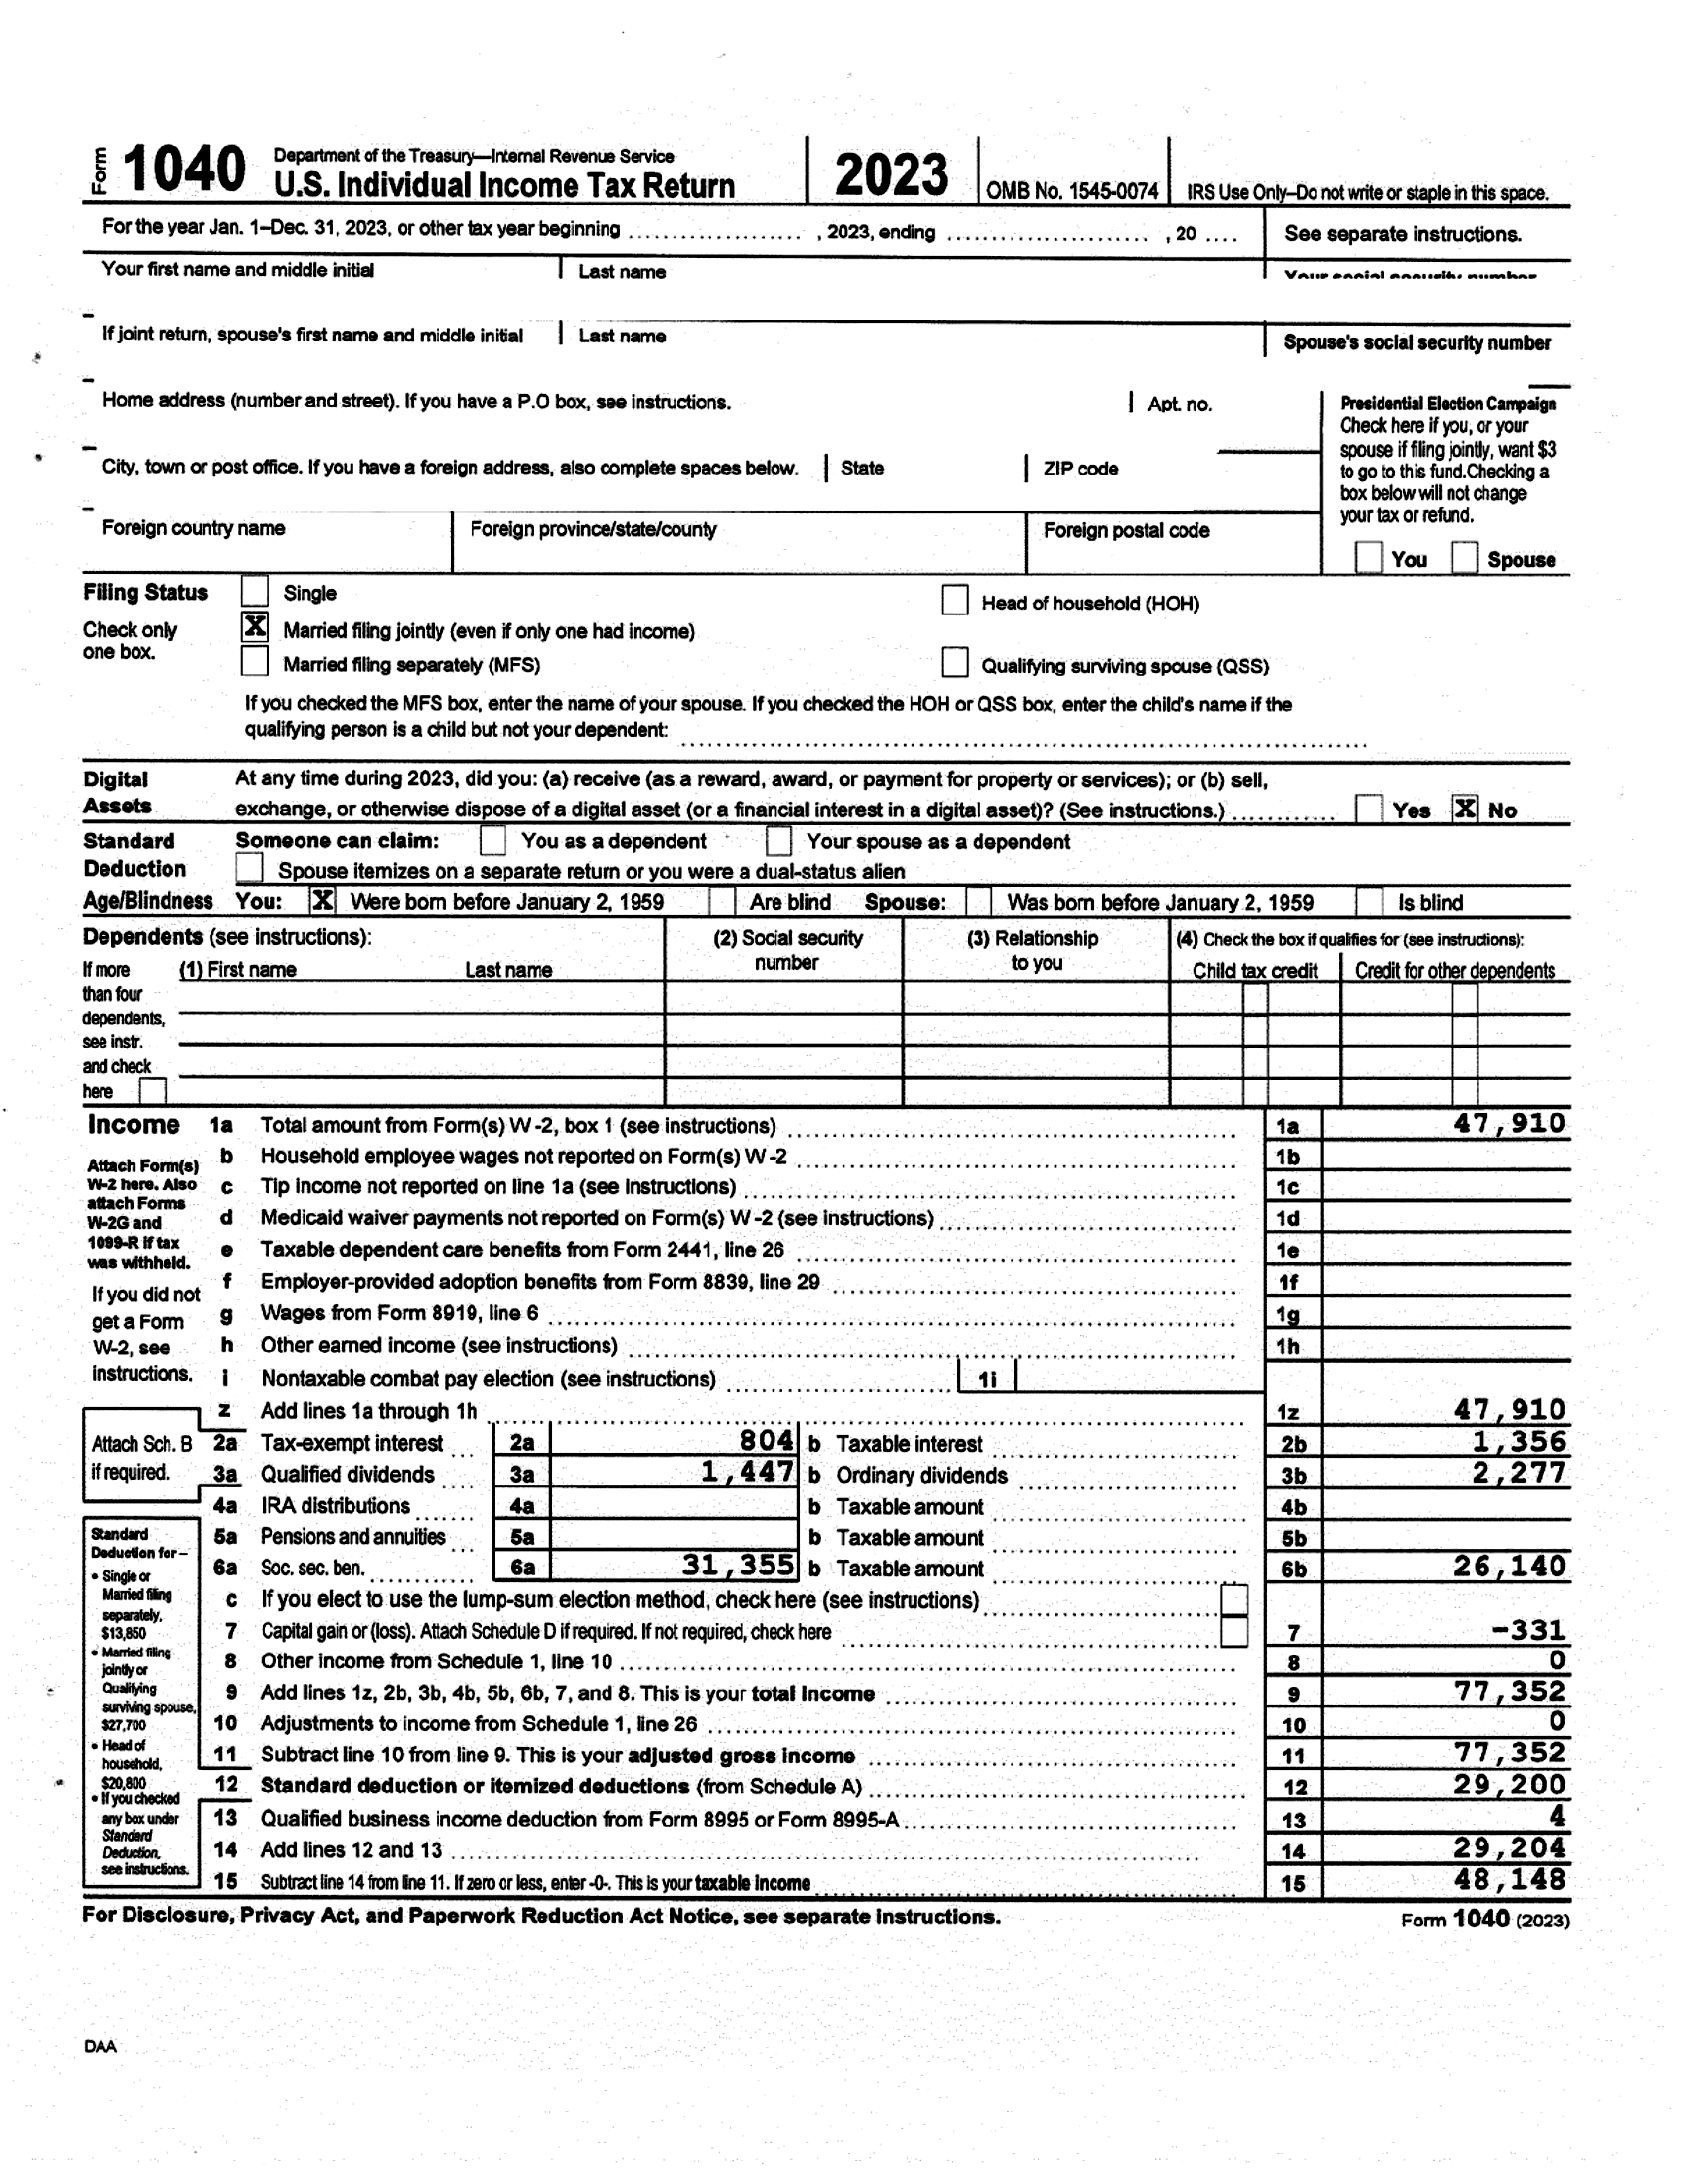 Form 1040 Department of the Treasury—Internal Revenue Service
U.S. Individual Income Tax Return 2023 OMB No. 1545-0074 IRS Use Only–Do not write or staple in this space.
For the year Jan. 1–Dec. 31, 2023, or other tax year beginning ................... , 2023, ending ....................... , 20 .... See separate instructions.
Your first name and middle initial Last name Your social security number
If joint return, spouse's first name and middle initial Last name Spouse's social security number
Home address (number and street). If you have a P.O box, see instructions. Apt. no.
City, town or post office. If you have a foreign address, also complete spaces below. State ZIP code
Foreign country name Foreign province/state/county Foreign postal code
Presidential Election Campaign
Check here if you, or your
spouse if filing jointly, want $3
to go to this fund.Checking a
box below will not change
your tax or refund.
You Spouse
Filing Status Single Head of household (HOH)
Check only X Married filing jointly (even if only one had income)
one box. Married filing separately (MFS) Qualifying surviving spouse (QSS)
If you checked the MFS box, enter the name of your spouse. If you checked the HOH or QSS box, enter the child's name if the
qualifying person is a child but not your dependent:
Digital At any time during 2023, did you: (a) receive (as a reward, award, or payment for property or services); or (b) sell,
Assets exchange, or otherwise dispose of a digital asset (or a financial interest in a digital asset)? (See instructions.) Yes X No
Standard Someone can claim: You as a dependent Your spouse as a dependent
Deduction Spouse itemizes on a separate return or you were a dual-status alien
Age/Blindness You: X Were born before January 2, 1959 Are blind Spouse: Was born before January 2, 1959 Is blind
Dependents (see instructions): (2) Social security number (3) Relationship to you (4) Check the box if qualifies for (see instructions):
(1) First name Last name Child tax credit Credit for other dependents
If more
than four
dependents,
see instr.
and check
here
Income 1a Total amount from Form(s) W-2, box 1 (see instructions) 1a 47,910
b Household employee wages not reported on Form(s) W-2 1b
c Tip income not reported on line 1a (see instructions) 1c
d Medicaid waiver payments not reported on Form(s) W-2 (see instructions) 1d
e Taxable dependent care benefits from Form 2441, line 26 1e
f Employer-provided adoption benefits from Form 8839, line 29 1f
g Wages from Form 8919, line 6 1g
h Other earned income (see instructions) 1h
i Nontaxable combat pay election (see instructions) 1i
z Add lines 1a through 1h 1z 47,910
Attach Form(s)
W-2 here. Also
attach Forms
W-2G and
1099-R if tax
was withheld.
If you did not
get a Form
W-2, see
instructions.
Attach Sch. B
if required.
2a Tax-exempt interest 2a 804 b Taxable interest 2b 1,356
3a Qualified dividends 3a 1,447 b Ordinary dividends 3b 2,277
4a IRA distributions 4a b Taxable amount 4b
5a Pensions and annuities 5a b Taxable amount 5b
6a Soc. sec. ben. 6a 31,355 b Taxable amount 6b 26,140
c If you elect to use the lump-sum election method, check here (see instructions)
7 Capital gain or (loss). Attach Schedule D if required. If not required, check here 7 -331
8 Other income from Schedule 1, line 10 8 0
9 Add lines 1z, 2b, 3b, 4b, 5b, 6b, 7, and 8. This is your total income 9 77,352
10 Adjustments to income from Schedule 1, line 26 10 0
11 Subtract line 10 from line 9. This is your adjusted gross income 11 77,352
12 Standard deduction or itemized deductions (from Schedule A) 12 29,200
13 Qualified business income deduction from Form 8995 or Form 8995-A 13 4
14 Add lines 12 and 13 14 29,204
15 Subtract line 14 from line 11. If zero or less, enter -0-. This is your taxable income 15 48,148
Standard
Deduction for–
• Single or
Married filing
separately,
$13,850
• Married filing
jointly or
Qualifying
surviving spouse,
$27,700
• Head of
household,
$20,800
• If you checked
any box under
Standard
Deduction,
see instructions.
For Disclosure, Privacy Act, and Paperwork Reduction Act Notice, see separate instructions. Form 1040 (2023)
DAA